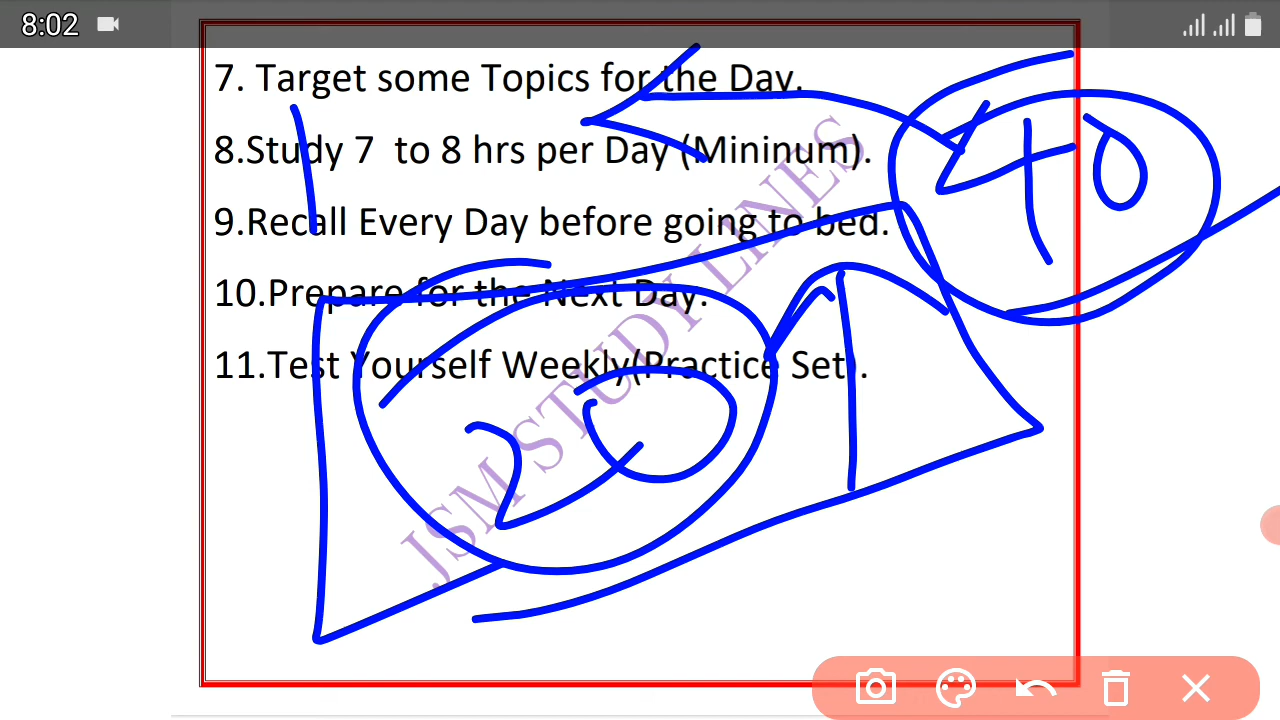 8:02
7. Target some Topics for the Day.
8.Study 7 to 8 hrs per Day (Mininum).
9.Recall Every Day before going to bed.
10.Prepare for the Next Day.
11.Test Yourself Weekly(Practice Set).
JSM STUDY LINES
40
20